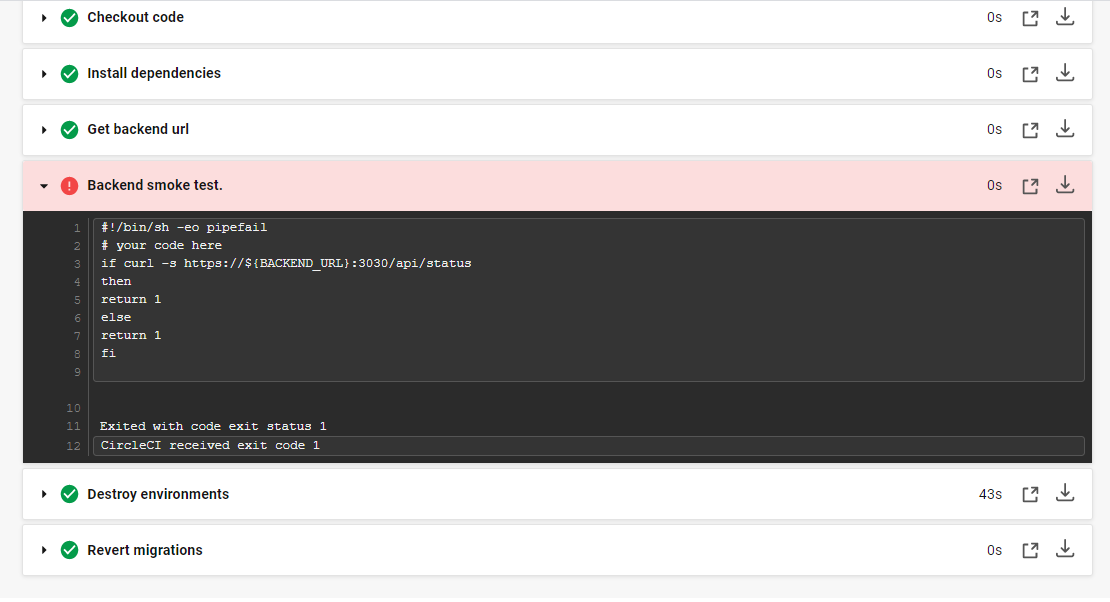 Checkout code 0s
Install dependencies 0s
Get backend url 0s
Backend smoke test. 0s
1 #!/bin/sh -eo pipefail
2 # your code here
3 if curl -s https://${BACKEND_URL}:3030/api/status
4 then
5 return 1
6 else
7 return 1
8 fi
9
10
11 Exited with code exit status 1
12 CircleCI received exit code 1
Destroy environments 43s
Revert migrations 0s